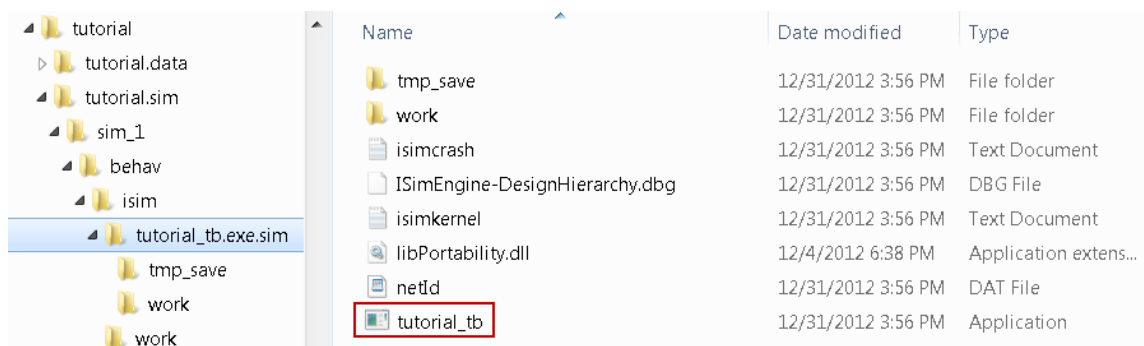 tutorial
tutorial.data
tutorial.sim
sim_1
behav
isim
tutorial_tb.exe.sim
tmp_save
work
work
Name Date modified Type
tmp_save 12/31/2012 3:56 PM File folder
work 12/31/2012 3:56 PM File folder
isimcrash 12/31/2012 3:56 PM Text Document
ISimEngine-DesignHierarchy.dbg 12/31/2012 3:56 PM DBG File
isimkernel 12/31/2012 3:56 PM Text Document
libPortability.dll 12/4/2012 6:38 PM Application extens...
netId 12/31/2012 3:56 PM DAT File
tutorial_tb 12/31/2012 3:56 PM Application